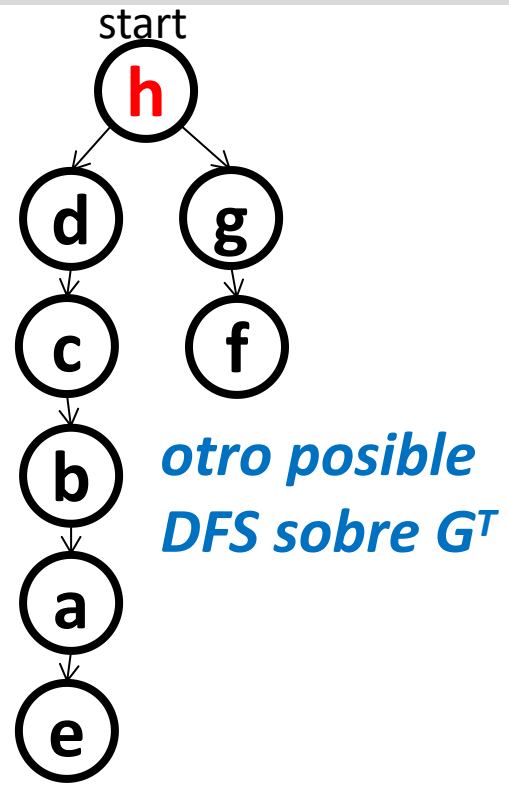 start
h
d g
c f
b
otro posible
DFS sobre Gᵀ
a
e